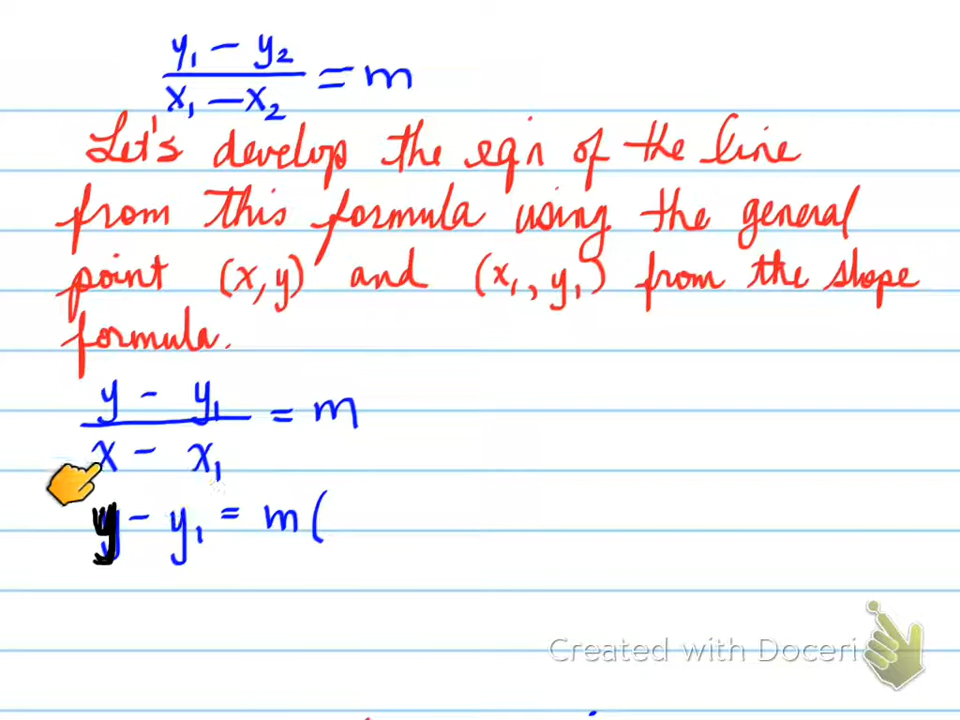 y₁ − y₂
—— = m
x₁ − x₂
Let's develop the eqn of the line
from this formula using the general
point (x, y) and (x₁, y₁) from the slope
formula.
y − y₁
—— = m
x − x₁
y − y₁ = m (
Created with Doceri